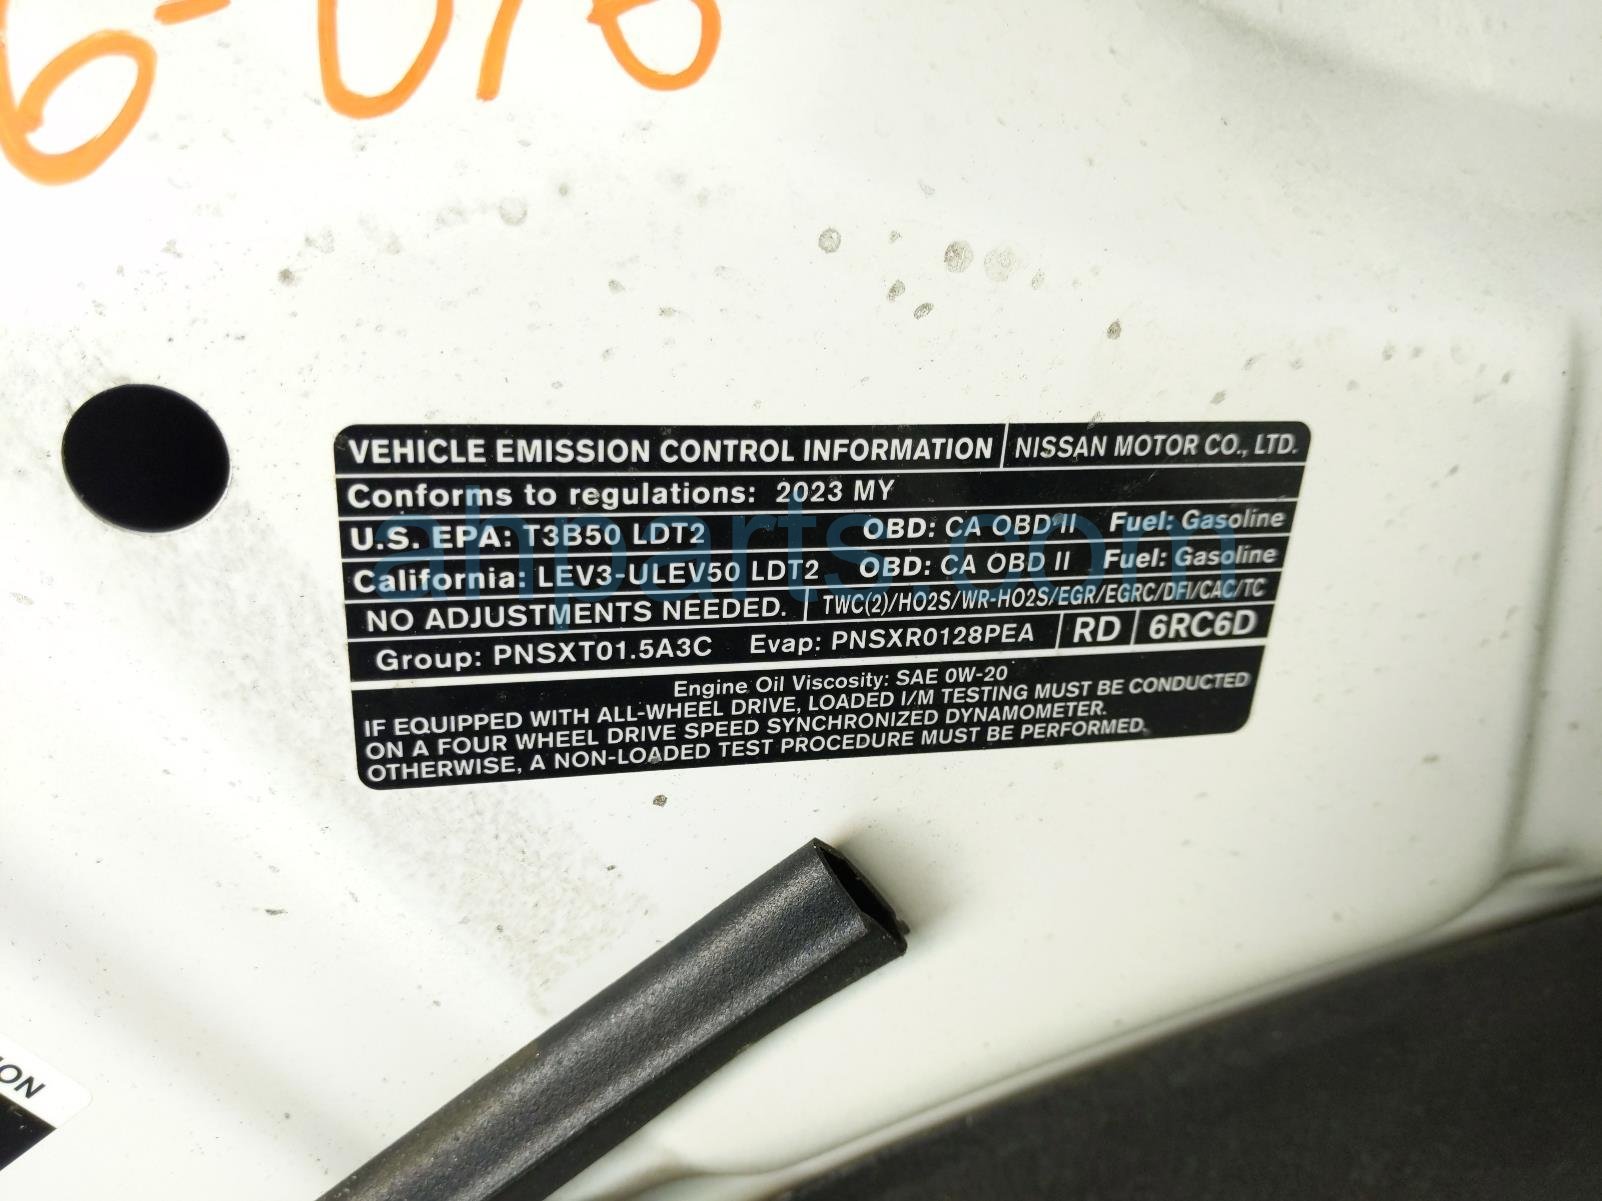 6-076
VEHICLE EMISSION CONTROL INFORMATION NISSAN MOTOR CO., LTD.
Conforms to regulations: 2023 MY
U.S. EPA: T3B50 LDT2 OBD: CA OBD II Fuel: Gasoline
California: LEV3-ULEV50 LDT2 OBD: CA OBD II Fuel: Gasoline
NO ADJUSTMENTS NEEDED. TWC(2)/HO2S/WR-HO2S/EGR/EGRC/DFI/CAC/TC
Group: PNSXT01.5A3C Evap: PNSXR0128PEA RD 6RC6D
Engine Oil Viscosity: SAE 0W-20
IF EQUIPPED WITH ALL-WHEEL DRIVE, LOADED I/M TESTING MUST BE CONDUCTED
ON A FOUR WHEEL DRIVE SPEED SYNCHRONIZED DYNAMOMETER.
OTHERWISE, A NON-LOADED TEST PROCEDURE MUST BE PERFORMED.
ahparts.com
ION